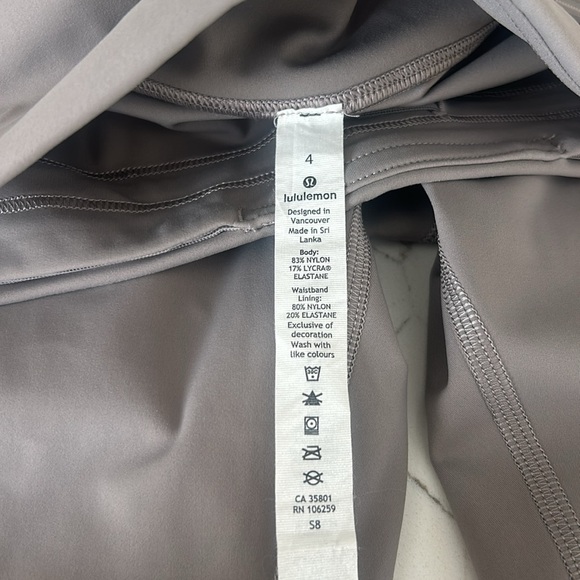 4
lululemon
Designed in
Vancouver
Made in Sri
Lanka
Body:
83% NYLON
17% LYCRA®
ELASTANE
Waistband
Lining:
80% NYLON
20% ELASTANE
Exclusive of
decoration
Wash with
like colours
30C
CA 35801
RN 106259
S8